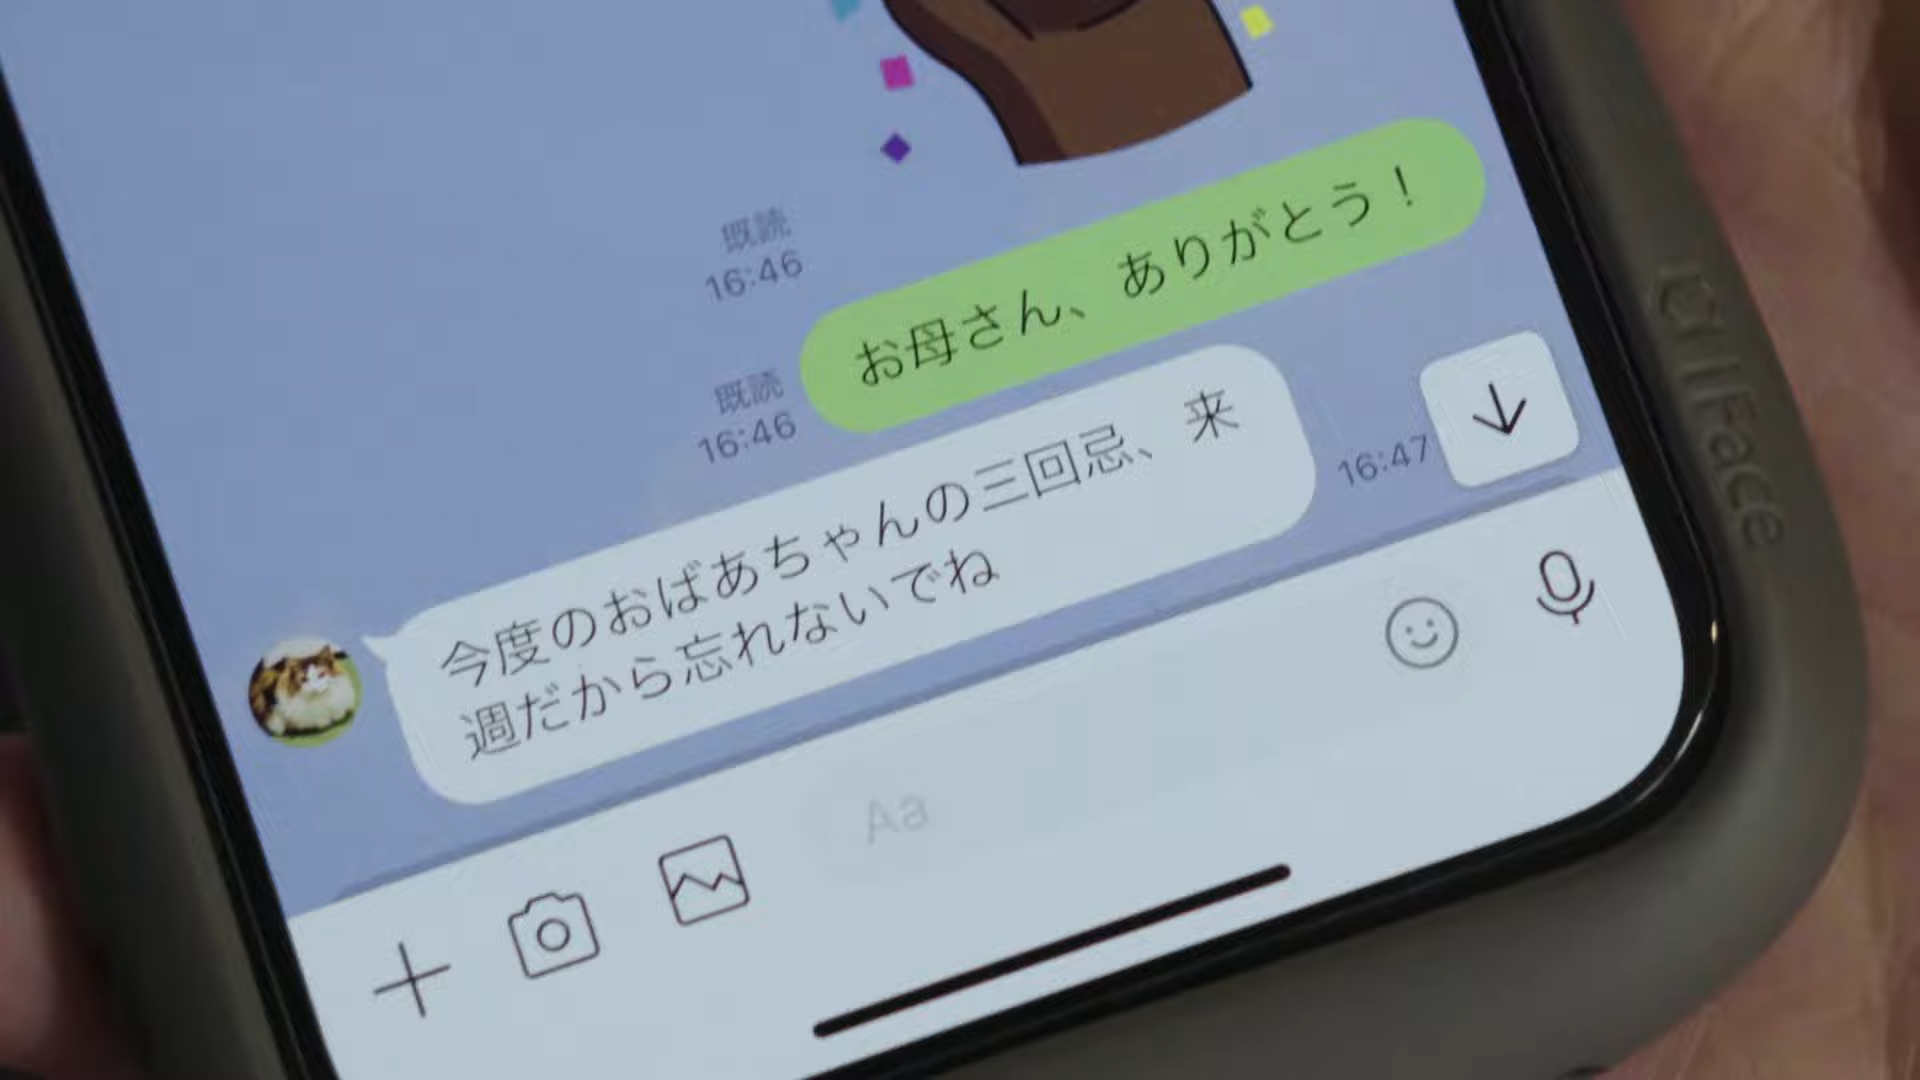 既読
16:46
お母さん、ありがとう！
既読
16:46
今度のおばあちゃんの三回忌、来
週だから忘れないでね
16:47
Aa
iFace